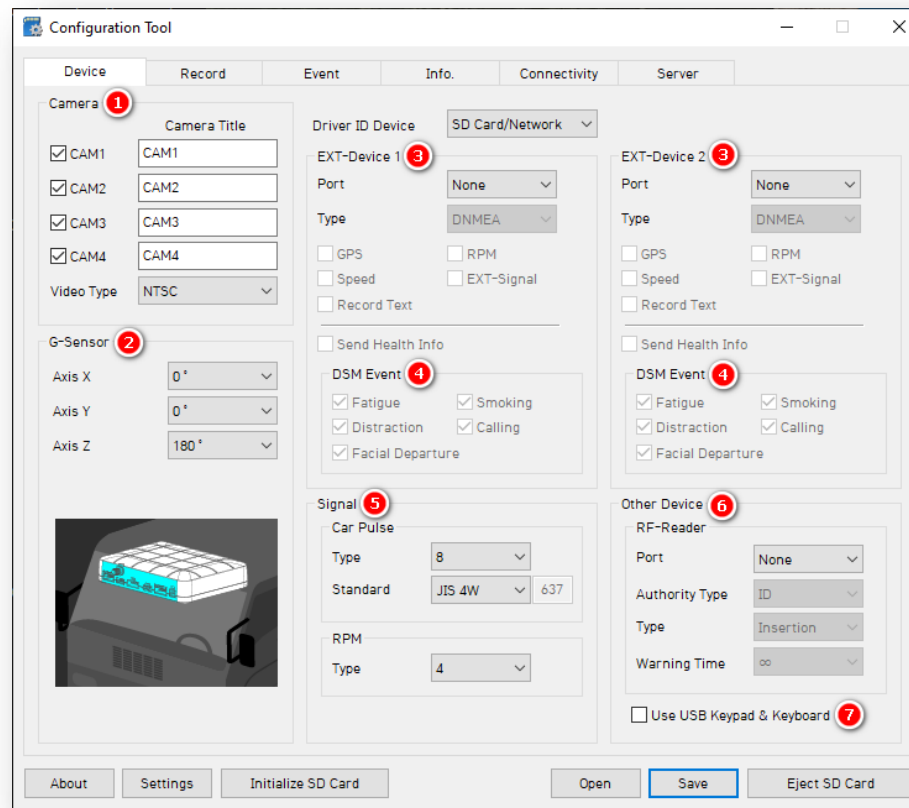 Configuration Tool
Device Record Event Info. Connectivity Server
Camera 1
Camera Title
CAM1 CAM1
CAM2 CAM2
CAM3 CAM3
CAM4 CAM4
Video Type NTSC
G-Sensor 2
Axis X 0°
Axis Y 0°
Axis Z 180°
Driver ID Device SD Card/Network
EXT-Device 1 3
Port None
Type DNMEA
GPS RPM
Speed EXT-Signal
Record Text
Send Health Info
DSM Event 4
Fatigue Smoking
Distraction Calling
Facial Departure
EXT-Device 2 3
Port None
Type DNMEA
GPS RPM
Speed EXT-Signal
Record Text
Send Health Info
DSM Event 4
Fatigue Smoking
Distraction Calling
Facial Departure
Signal 5
Car Pulse
Type 8
Standard JIS 4W 637
RPM
Type 4
Other Device 6
RF-Reader
Port None
Authority Type ID
Type Insertion
Warning Time ∞
Use USB Keypad & Keyboard 7
About Settings Initialize SD Card Open Save Eject SD Card